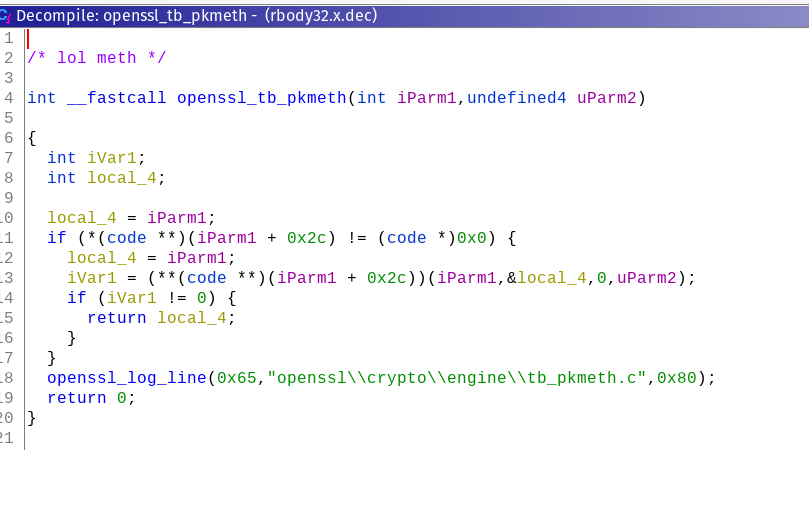 Decompile: openssl_tb_pkmeth - (rbody32.x.dec)
1
2 /* lol meth */
3
4 int __fastcall openssl_tb_pkmeth(int iParm1,undefined4 uParm2)
5
6 {
7 int iVar1;
8 int local_4;
9
10 local_4 = iParm1;
11 if (*(code **)(iParm1 + 0x2c) != (code *)0x0) {
12 local_4 = iParm1;
13 iVar1 = (**(code **)(iParm1 + 0x2c))(iParm1,&local_4,0,uParm2);
14 if (iVar1 != 0) {
15 return local_4;
16 }
17 }
18 openssl_log_line(0x65,"openssl\\crypto\\engine\\tb_pkmeth.c",0x80);
19 return 0;
20 }
21